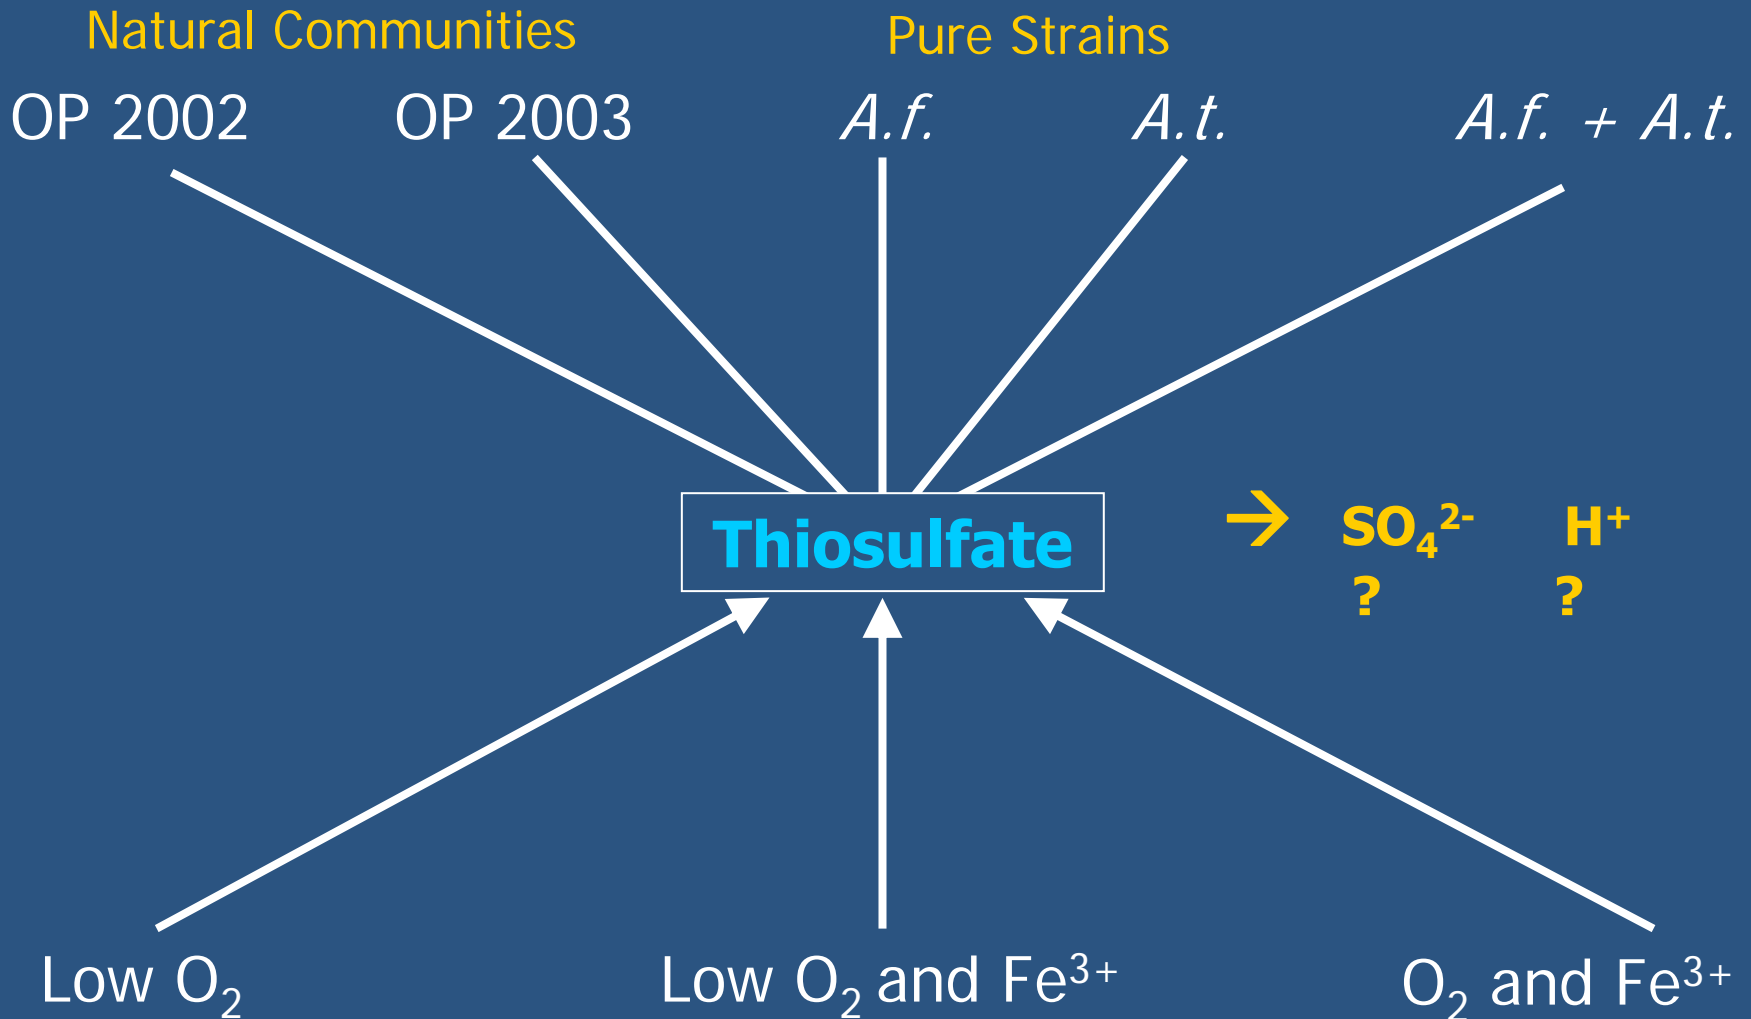 Natural Communities
Pure Strains
OP 2002
OP 2003
A.f.
A.t.
A.f. + A.t.
Thiosulfate
→ SO₄²⁻ H⁺
? ?
Low O₂
Low O₂ and Fe³⁺
O₂ and Fe³⁺